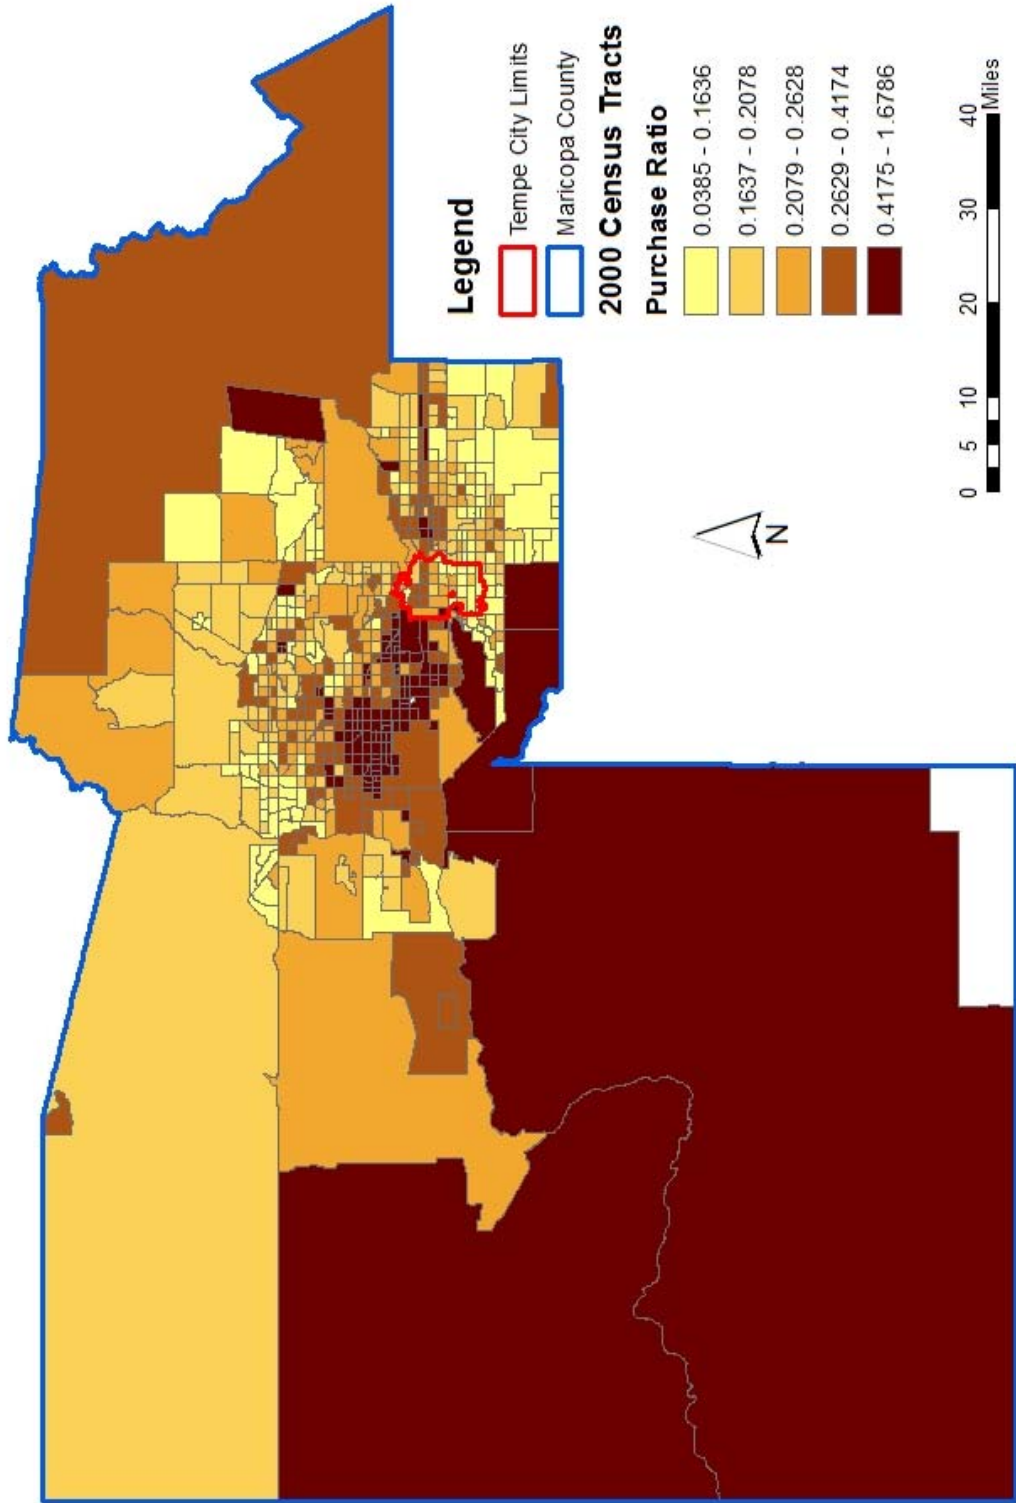 Legend
Tempe City Limits
Maricopa County
2000 Census Tracts
Purchase Ratio
0.0385 - 0.1636
0.1637 - 0.2078
0.2079 - 0.2628
0.2629 - 0.4174
0.4175 - 1.6786
N
0 5 10 20 30 40
Miles